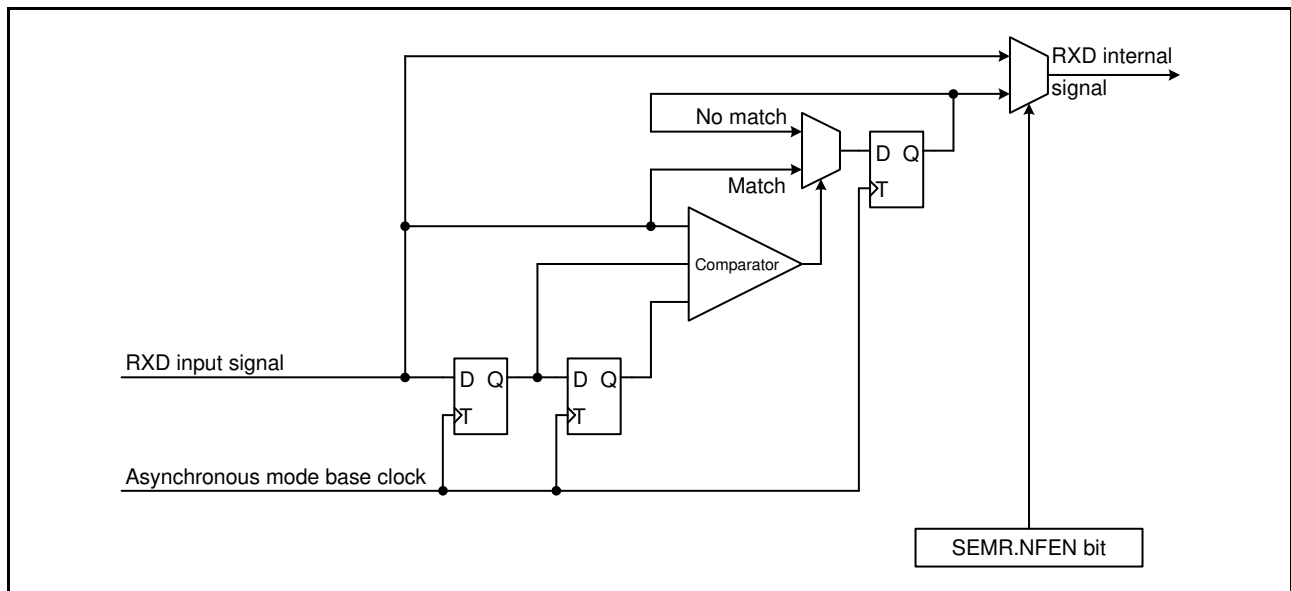 RXD internal
signal
No match
D Q
T
Match
Comparator
RXD input signal
D Q
T
D Q
T
Asynchronous mode base clock
SEMR.NFEN bit